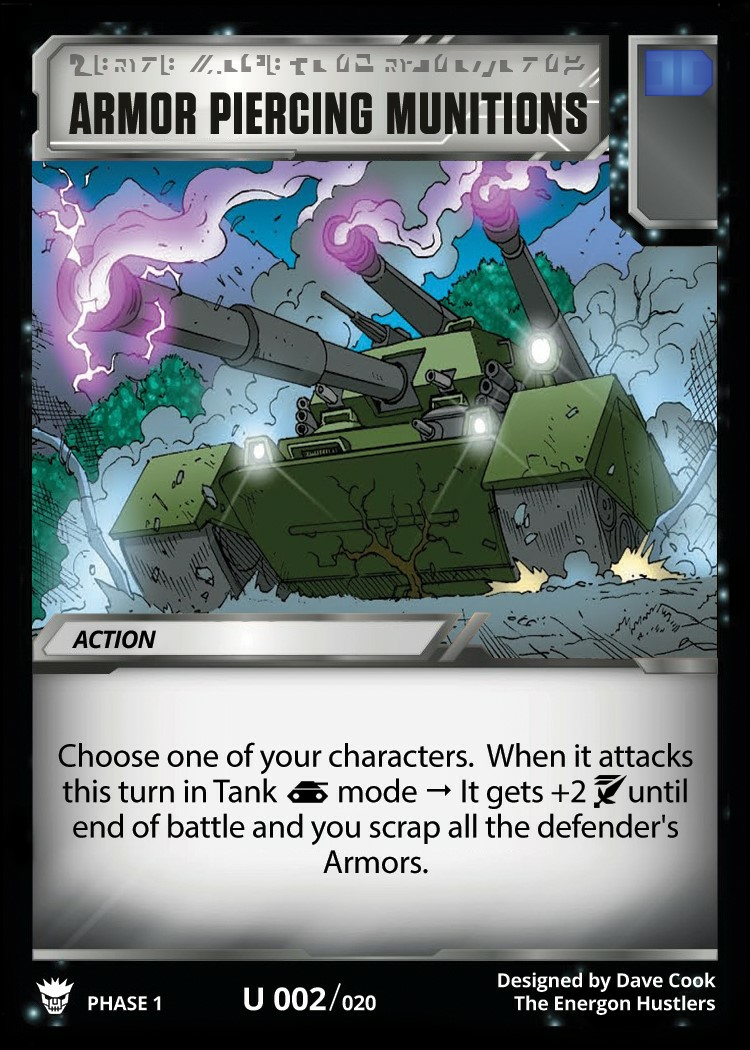 ARMOR PIERCING MUNITIONS
ACTION
Choose one of your characters. When it attacks
this turn in Tank mode → It gets +2 until
end of battle and you scrap all the defender's
Armors.
PHASE 1
U 002/020
Designed by Dave Cook
The Energon Hustlers